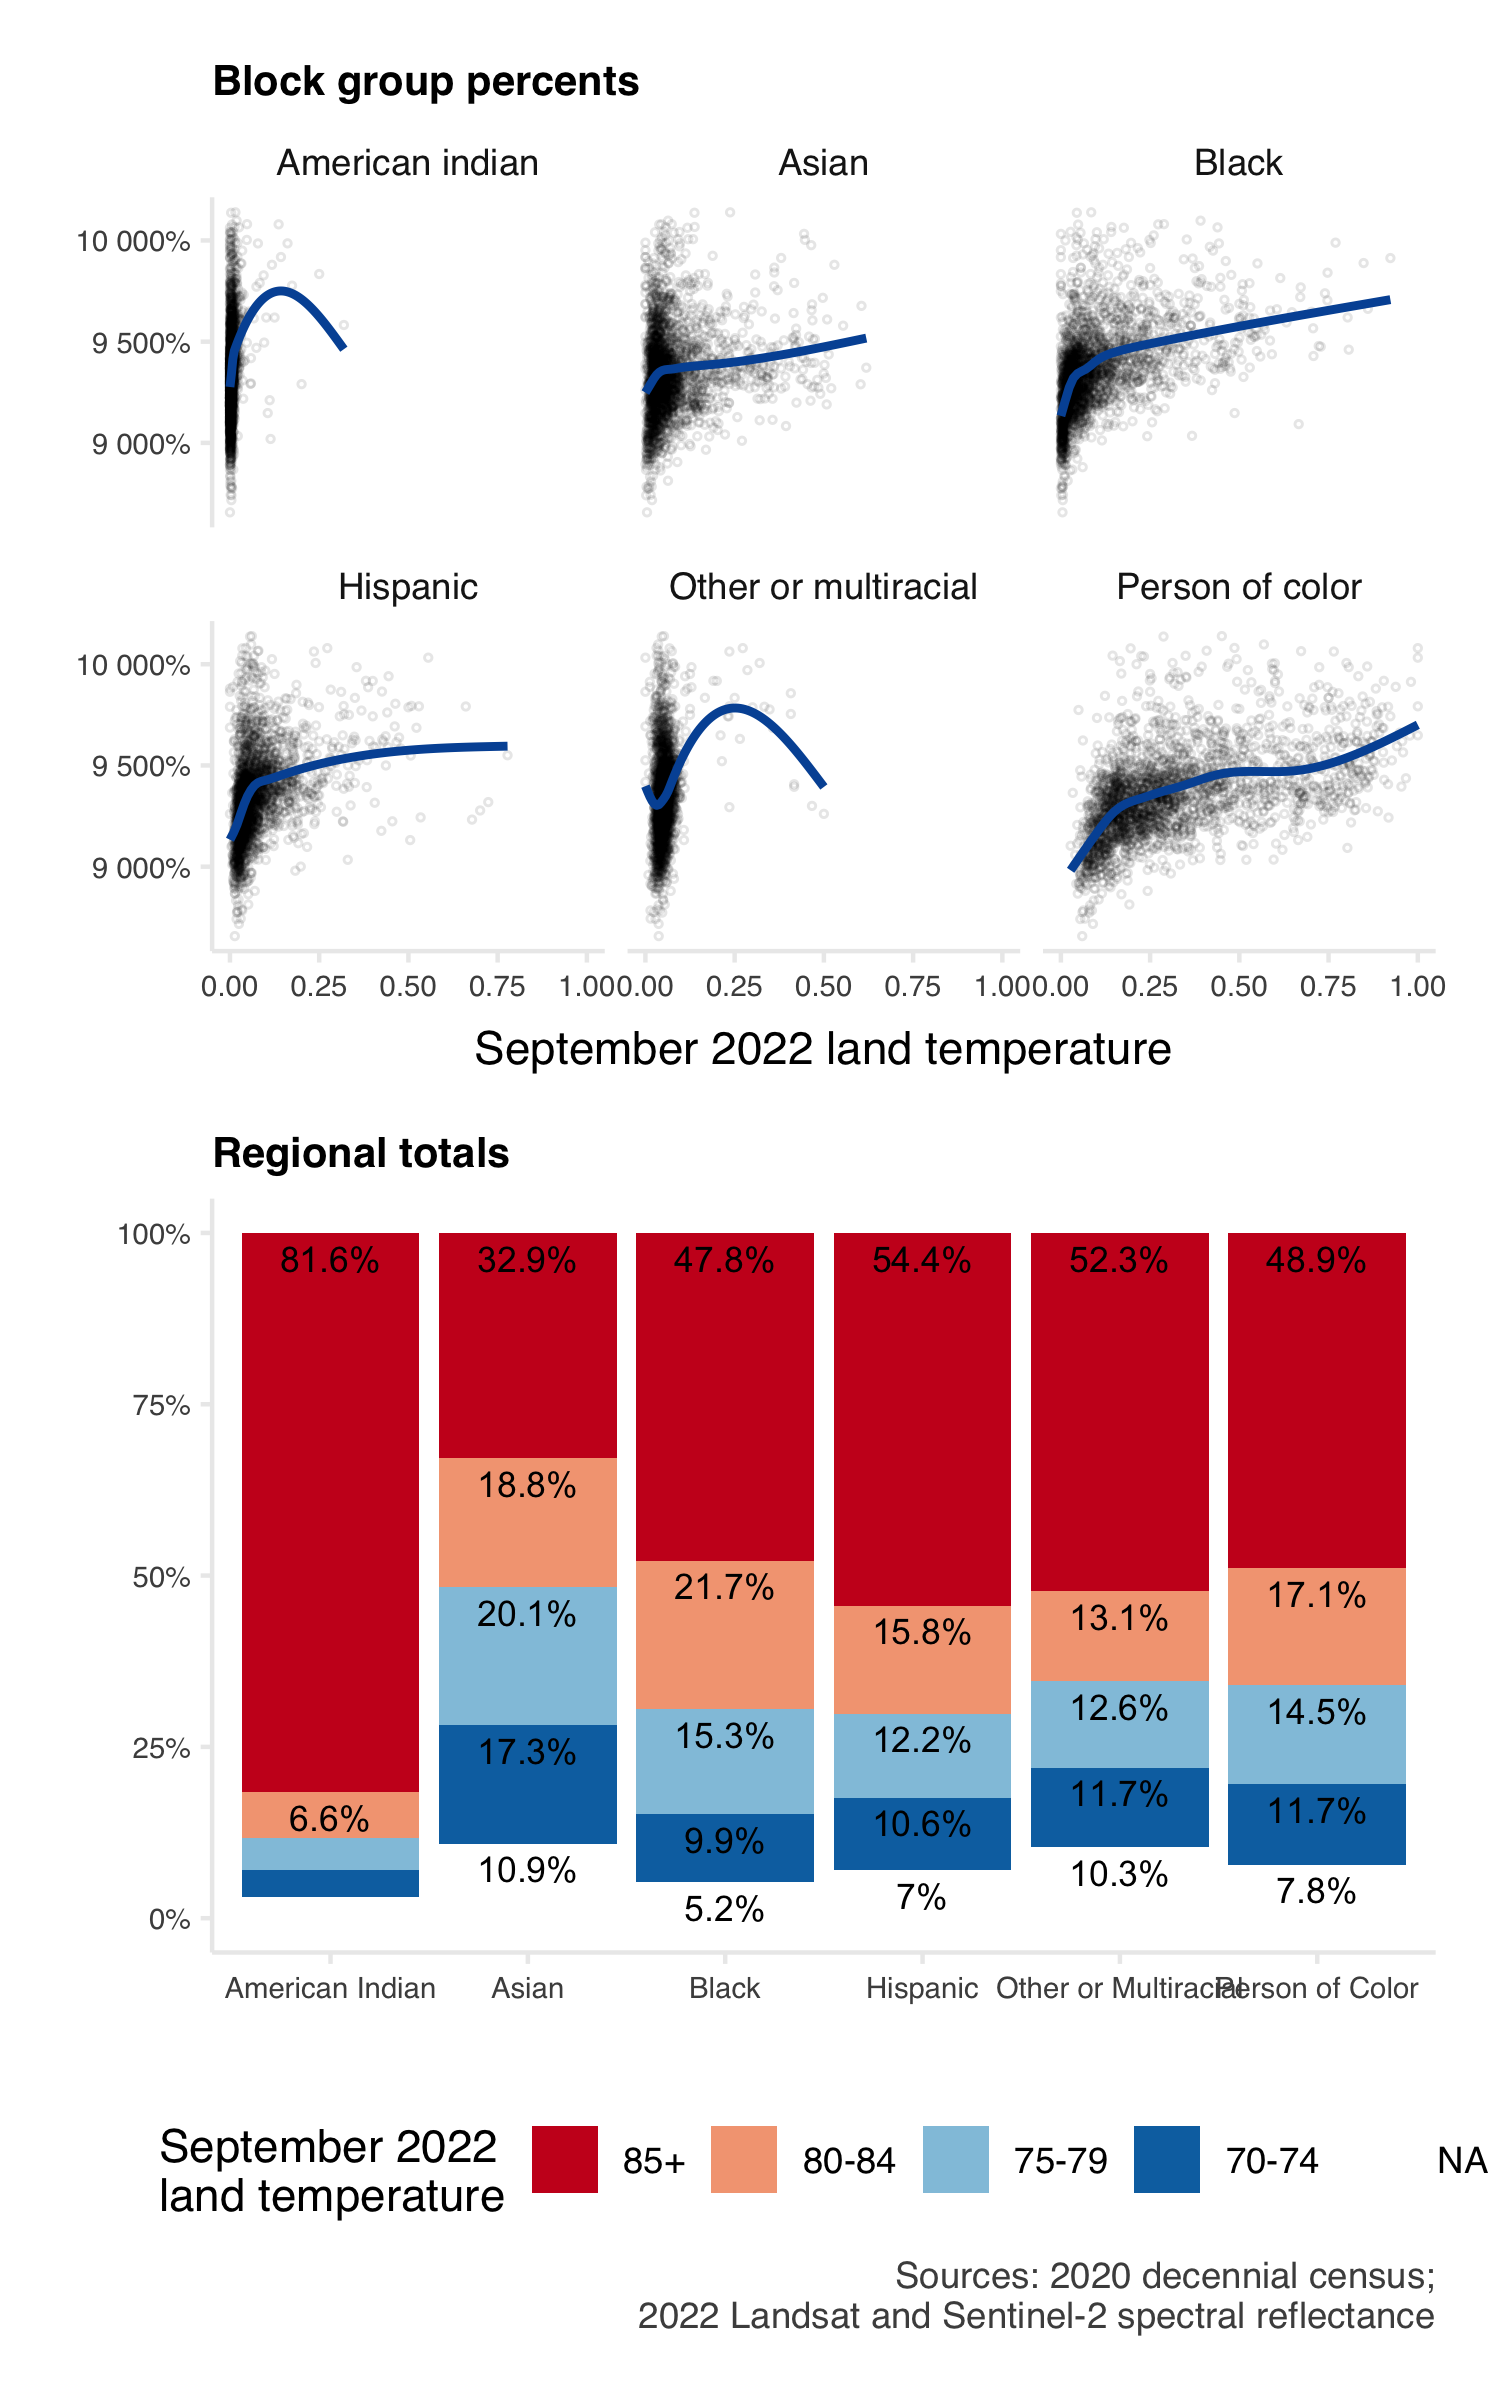 Block group percents
American indian
Asian
Black
10 000%
9 500%
9 000%
Hispanic
Other or multiracial
Person of color
10 000%
9 500%
9 000%
0.00 0.25 0.50 0.75 1.00 0.00 0.25 0.50 0.75 1.00 0.00 0.25 0.50 0.75 1.00
September 2022 land temperature
Regional totals
100%
75%
50%
25%
0%
81.6% 32.9% 47.8% 54.4% 52.3% 48.9%
18.8% 21.7% 15.8% 13.1% 17.1%
20.1% 15.3% 12.2% 12.6% 14.5%
6.6% 17.3% 9.9% 10.6% 11.7% 11.7%
10.9% 5.2% 7% 10.3% 7.8%
American Indian Asian Black Hispanic Other or Multiracial Person of Color
September 2022
land temperature
85+ 80-84 75-79 70-74 NA
Sources: 2020 decennial census;
2022 Landsat and Sentinel-2 spectral reflectance